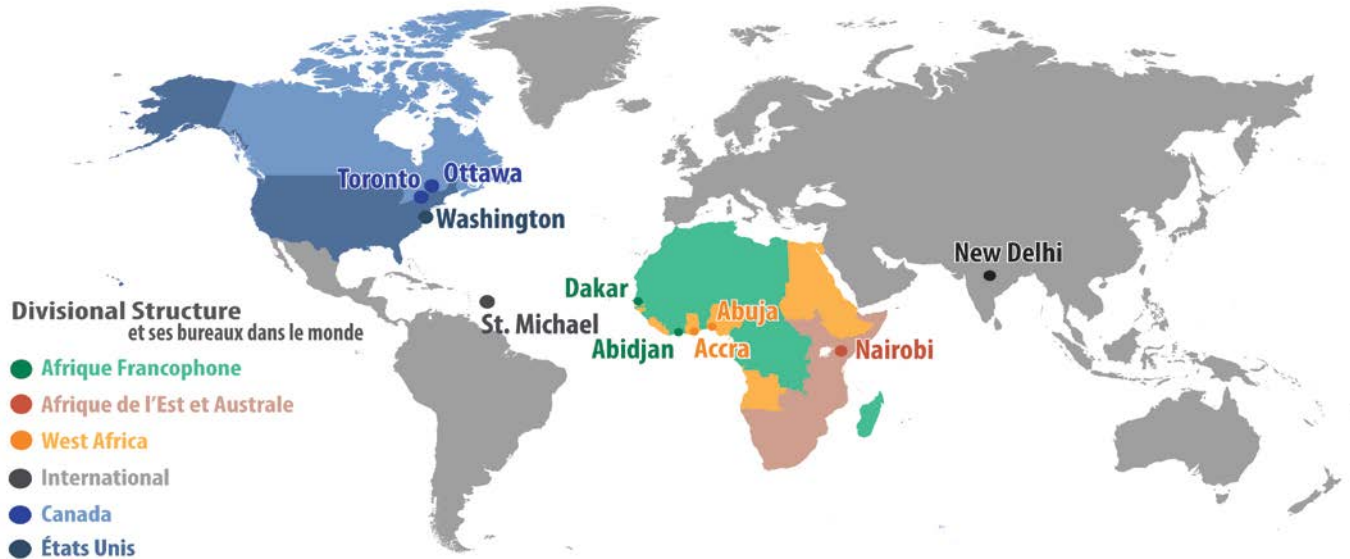 Toronto
Ottawa
Washington
New Delhi
Dakar
St. Michael
Abuja
Abidjan
Accra
Nairobi
Divisional Structure
et ses bureaux dans le monde
Afrique Francophone
Afrique de l'Est et Australe
West Africa
International
Canada
États Unis